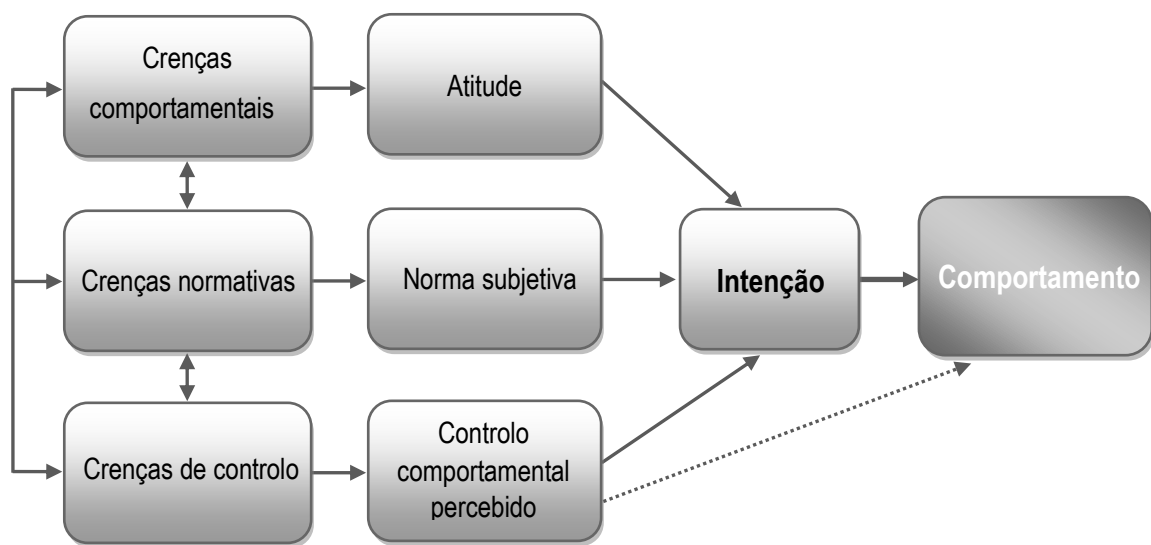 Crenças
comportamentais
Atitude
Crenças normativas
Norma subjetiva
Intenção
Comportamento
Crenças de controlo
Controlo
comportamental
percebido